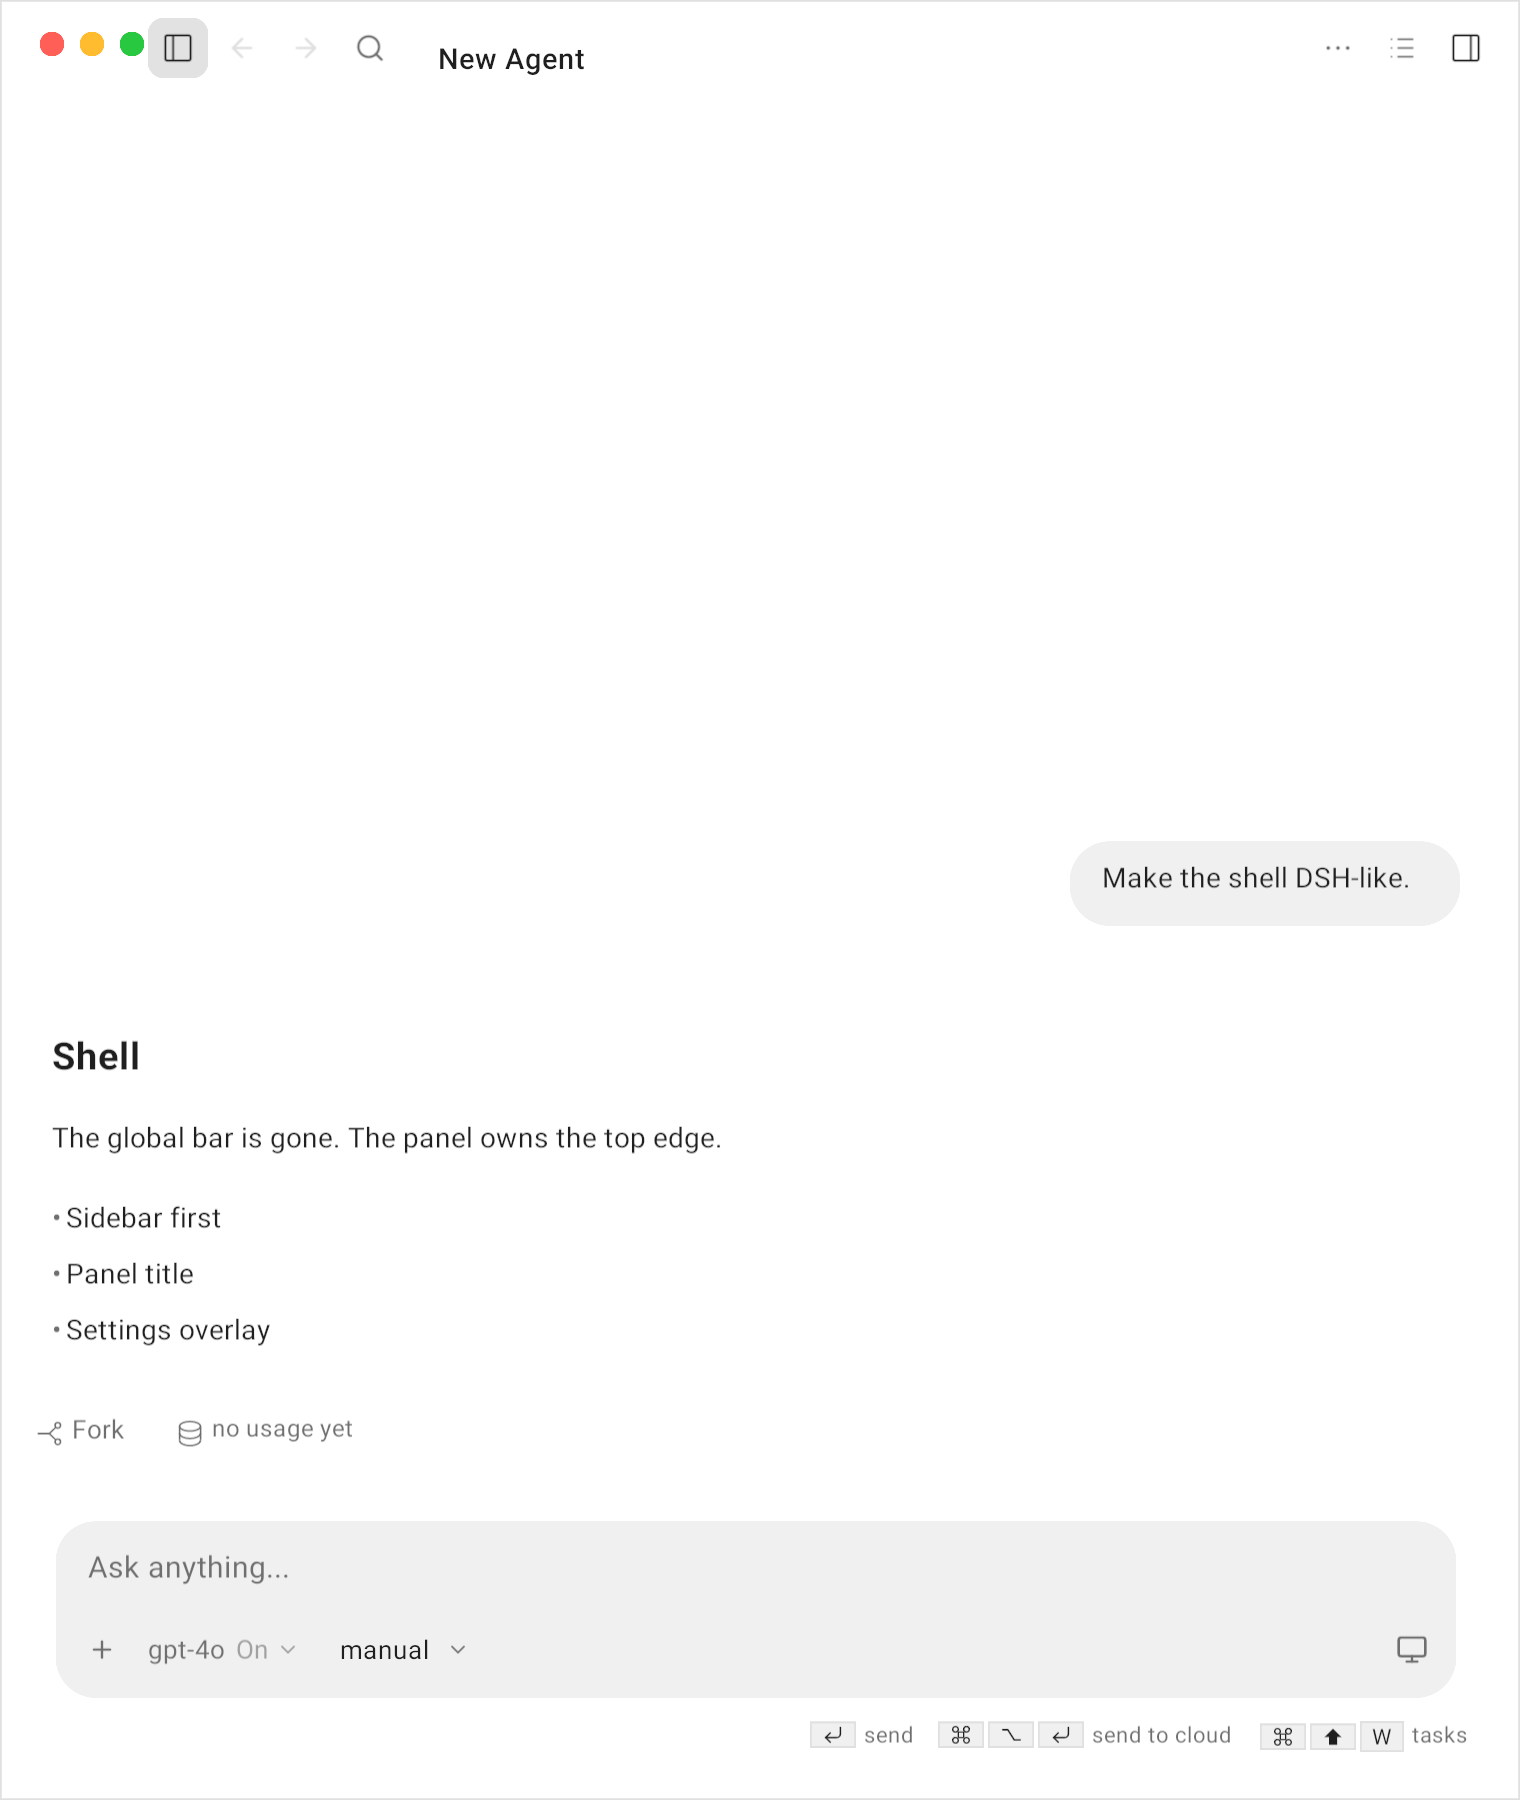 New Agent
Make the shell DSH-like.
Shell
The global bar is gone. The panel owns the top edge.
• Sidebar first
• Panel title
• Settings overlay
Fork no usage yet
Ask anything...
+ gpt-4o On manual
⏎ send ⌘ ⌥ ⏎ send to cloud ⌘ ⬆ W tasks